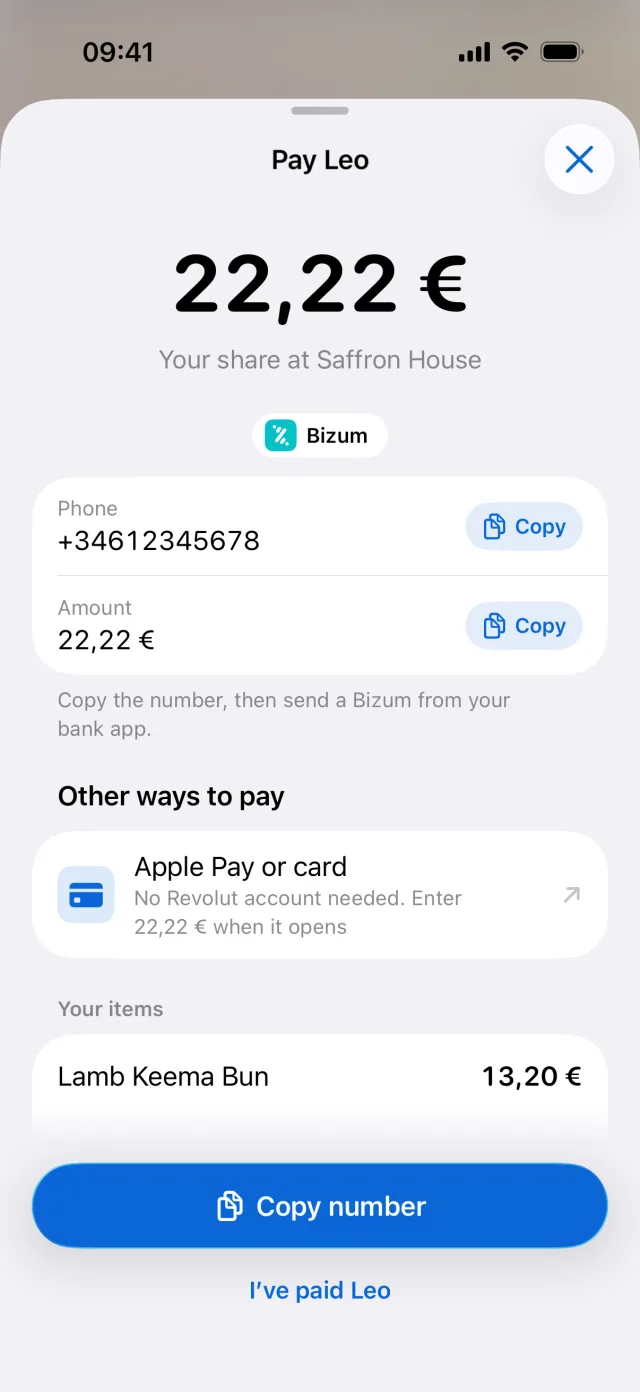 09:41
Pay Leo
22,22 €
Your share at Saffron House
Bizum
Phone
+34612345678
Copy
Amount
22,22 €
Copy
Copy the number, then send a Bizum from your
bank app.
Other ways to pay
Apple Pay or card
No Revolut account needed. Enter
22,22 € when it opens
Your items
Lamb Keema Bun 13,20 €
Copy number
I’ve paid Leo